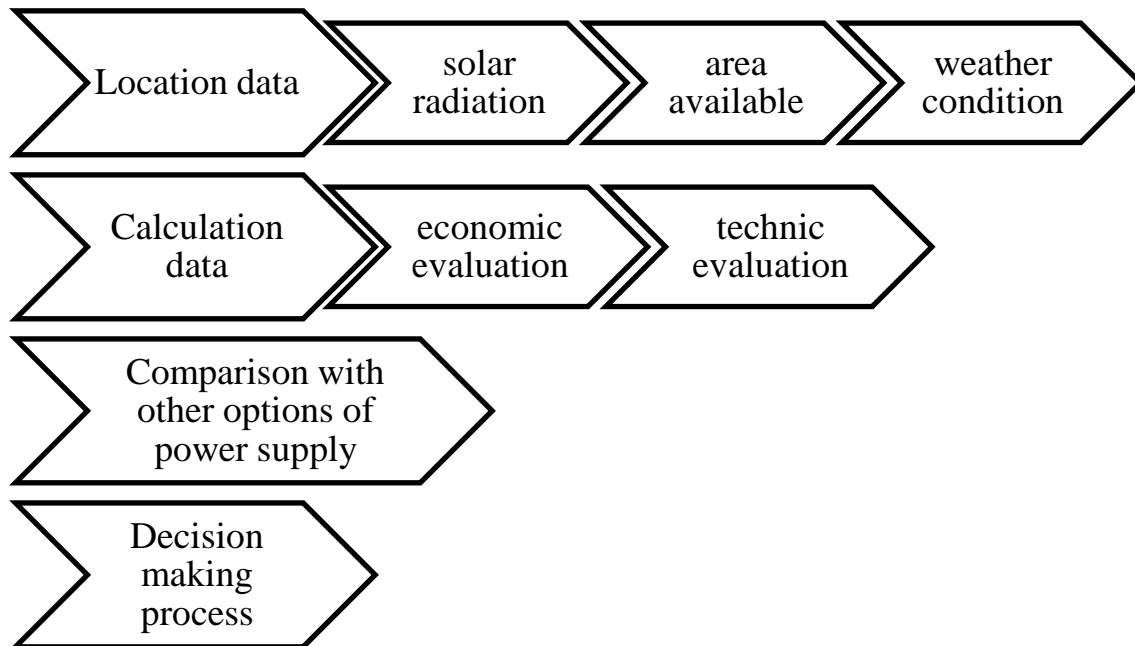 Location data
solar
radiation
area
available
weather
condition
Calculation
data
economic
evaluation
technic
evaluation
Comparison with
other options of
power supply
Decision
making
process